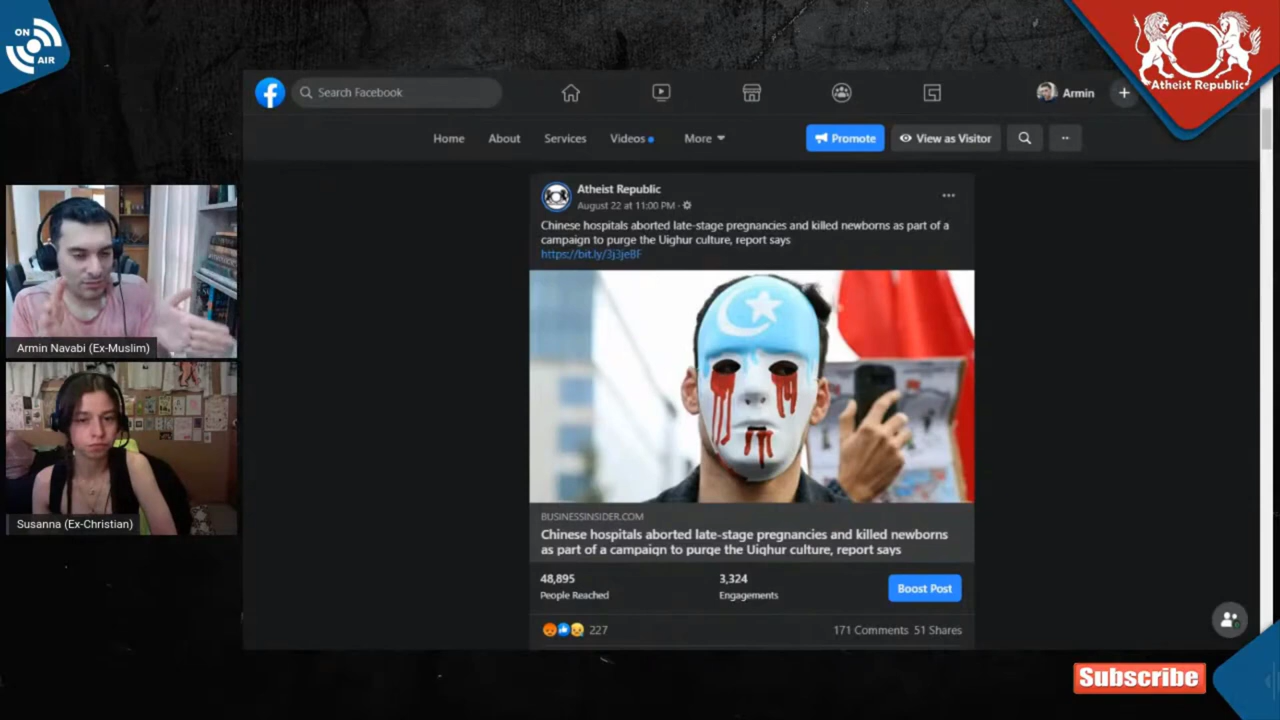 ON
AIR
Atheist Republic
Search Facebook
Armin
Home
About
Services
Videos
More
Promote
View as Visitor
Atheist Republic
August 22 at 11:00 PM ·
Chinese hospitals aborted late-stage pregnancies and killed newborns as part of a
campaign to purge the Uighur culture, report says
https://bit.ly/3j3jeBF
BUSINESSINSIDER.COM
Chinese hospitals aborted late-stage pregnancies and killed newborns
as part of a campaign to purge the Uighur culture, report says
48,895
People Reached
3,324
Engagements
Boost Post
227
171 Comments 51 Shares
Armin Navabi (Ex-Muslim)
Susanna (Ex-Christian)
Subscribe